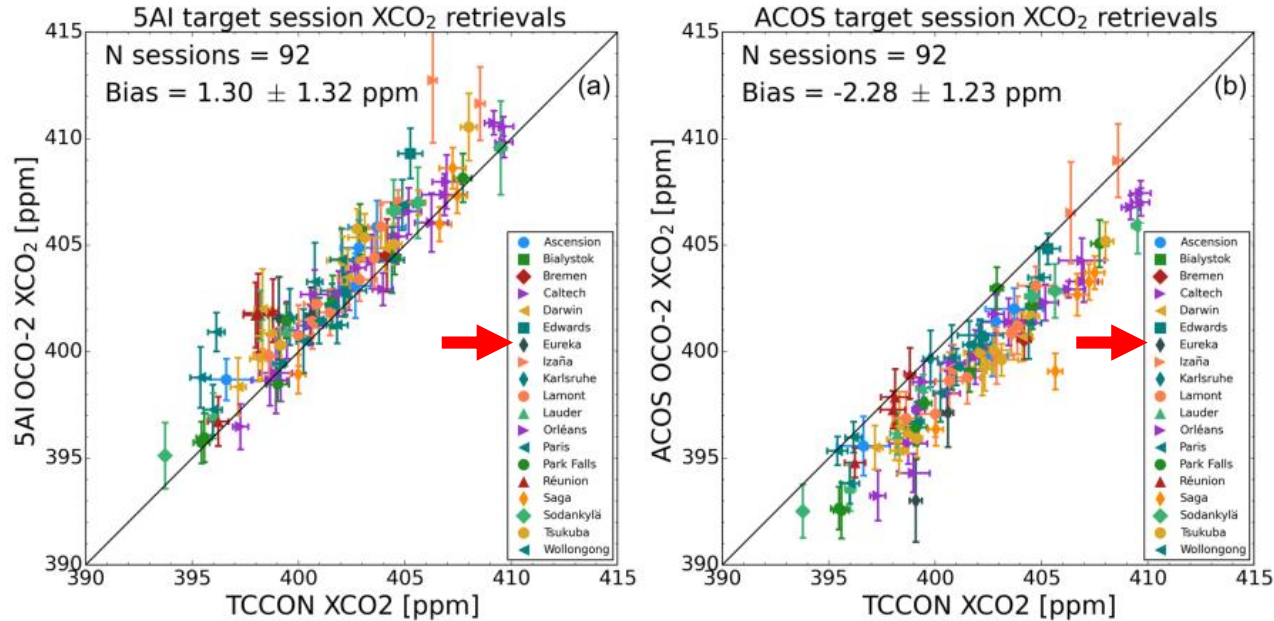 5AI target session XCO₂ retrievals
415
410
405
400
395
390
390
395
400
405
410
415
5AI OCO-2 XCO₂ [ppm]
TCCON XCO2 [ppm]
N sessions = 92
Bias = 1.30 ± 1.32 ppm
(a)
Ascension
Bialystok
Bremen
Caltech
Darwin
Edwards
Eureka
Izaña
Karlsruhe
Lamont
Lauder
Orléans
Paris
Park Falls
Réunion
Saga
Sodankylä
Tsukuba
Wollongong
ACOS target session XCO₂ retrievals
415
410
405
400
395
390
390
395
400
405
410
415
ACOS OCO-2 XCO₂ [ppm]
TCCON XCO2 [ppm]
N sessions = 92
Bias = -2.28 ± 1.23 ppm
(b)
Ascension
Bialystok
Bremen
Caltech
Darwin
Edwards
Eureka
Izaña
Karlsruhe
Lamont
Lauder
Orléans
Paris
Park Falls
Réunion
Saga
Sodankylä
Tsukuba
Wollongong